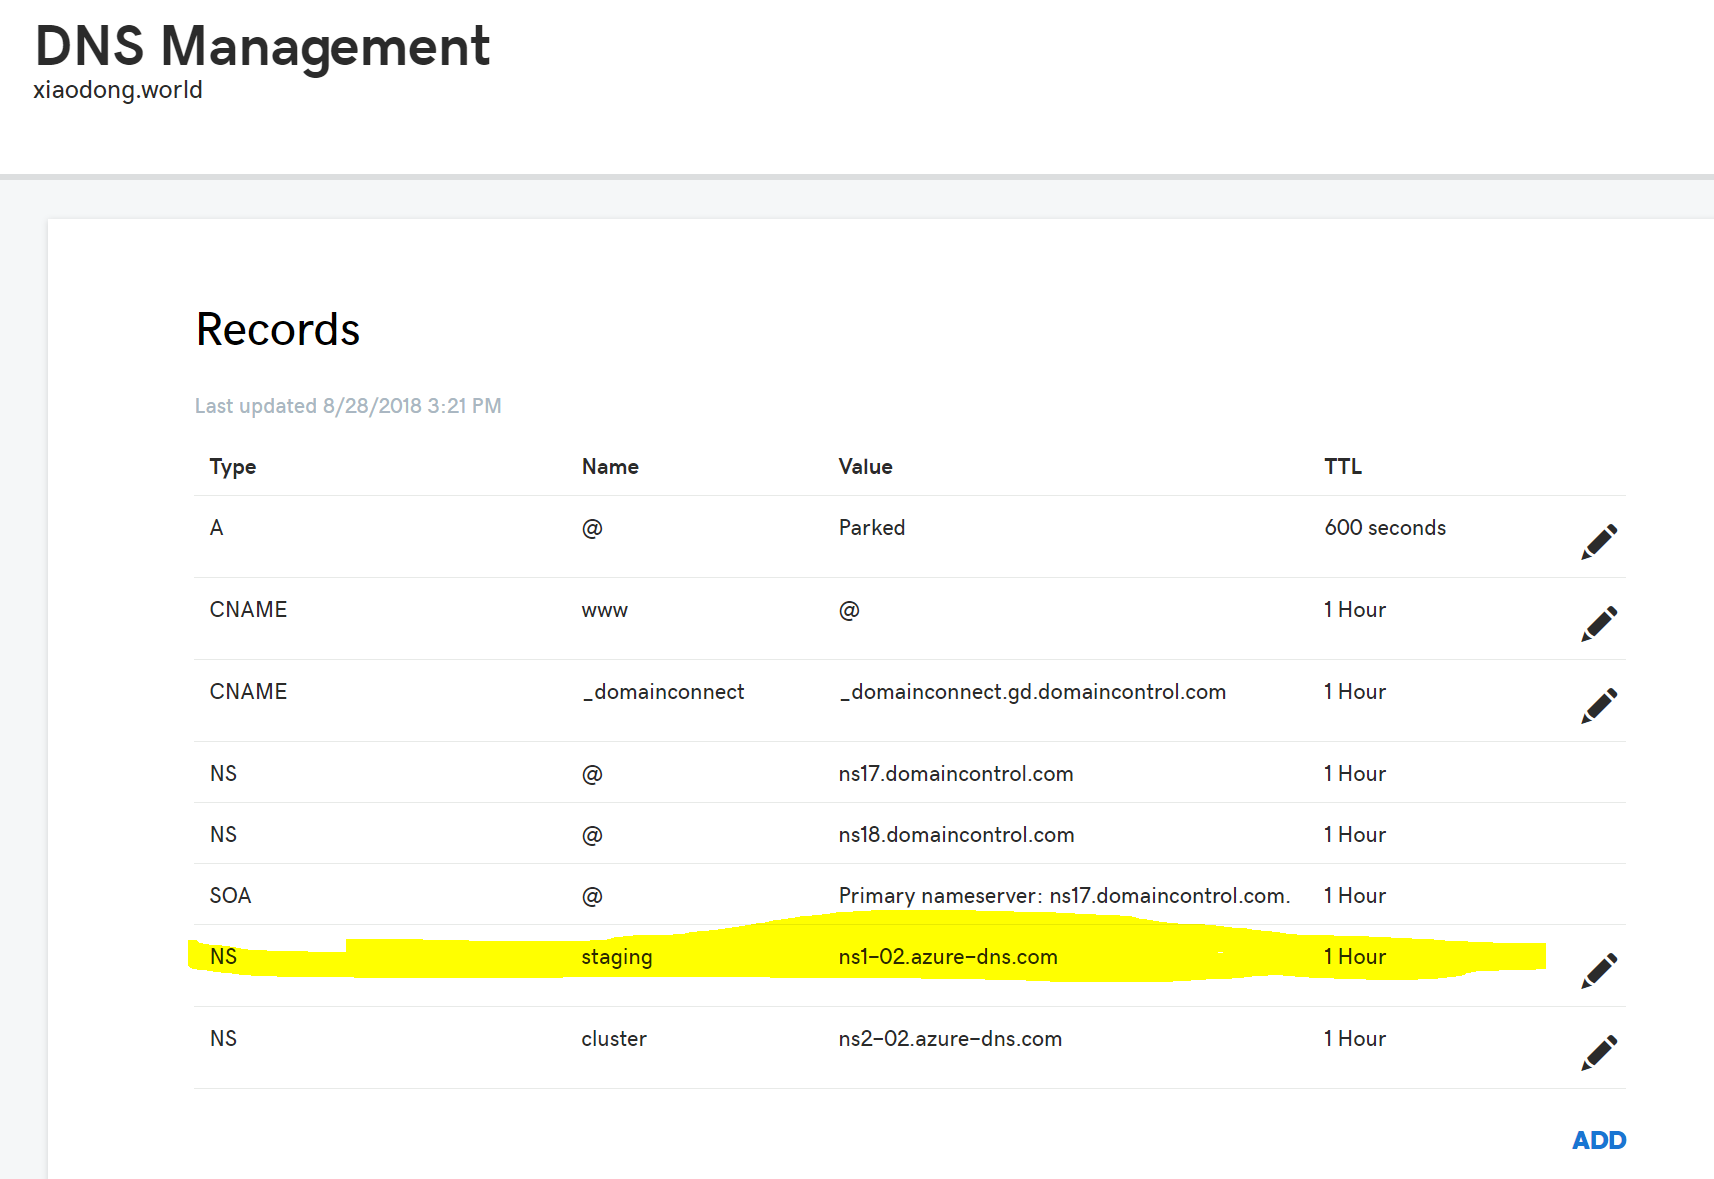 DNS Management
xiaodong.world
Records
Last updated 8/28/2018 3:21 PM
Type Name Value TTL
A @ Parked 600 seconds
CNAME www @ 1 Hour
CNAME _domainconnect _domainconnect.gd.domaincontrol.com 1 Hour
NS @ ns17.domaincontrol.com 1 Hour
NS @ ns18.domaincontrol.com 1 Hour
SOA @ Primary nameserver: ns17.domaincontrol.com. 1 Hour
NS staging ns1-02.azure-dns.com 1 Hour
NS cluster ns2-02.azure-dns.com 1 Hour
ADD